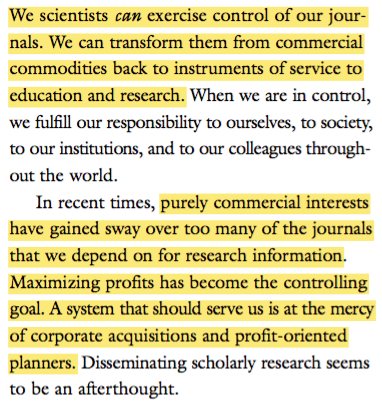 We scientists can exercise control of our jour-
nals. We can transform them from commercial
commodities back to instruments of service to
education and research. When we are in control,
we fulfill our responsibility to ourselves, to society,
to our institutions, and to our colleagues through-
out the world.
In recent times, purely commercial interests
have gained sway over too many of the journals
that we depend on for research information.
Maximizing profits has become the controlling
goal. A system that should serve us is at the mercy
of corporate acquisitions and profit-oriented
planners. Disseminating scholarly research seems
to be an afterthought.